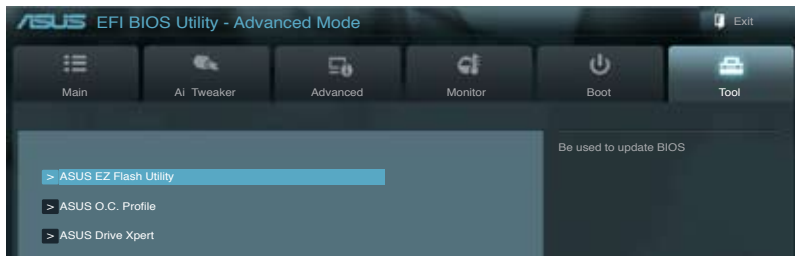 ASUS EFI BIOS Utility - Advanced Mode
Exit
Main
Ai Tweaker
Advanced
Monitor
Boot
Tool
Be used to update BIOS
> ASUS EZ Flash Utility
> ASUS O.C. Profile
> ASUS Drive Xpert